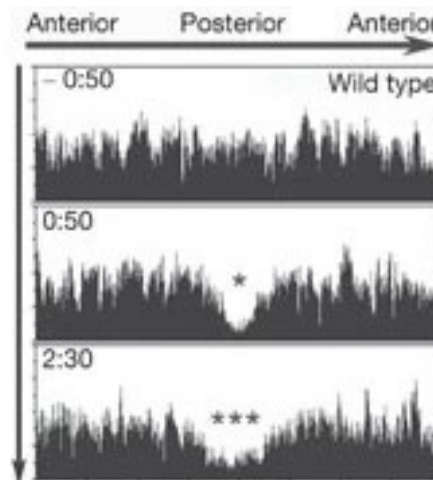 Anterior Posterior Anterior
– 0:50 Wild type
0:50
*
2:30
***